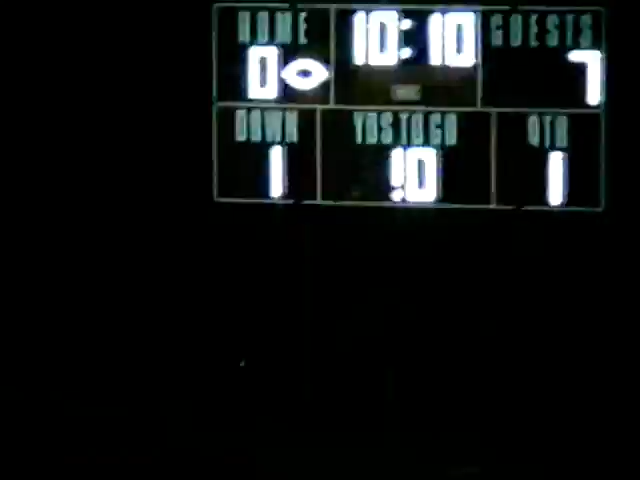 HOME 10:10 GUESTS
0 7
DOWN YDS TO GO QTR
1 10 1